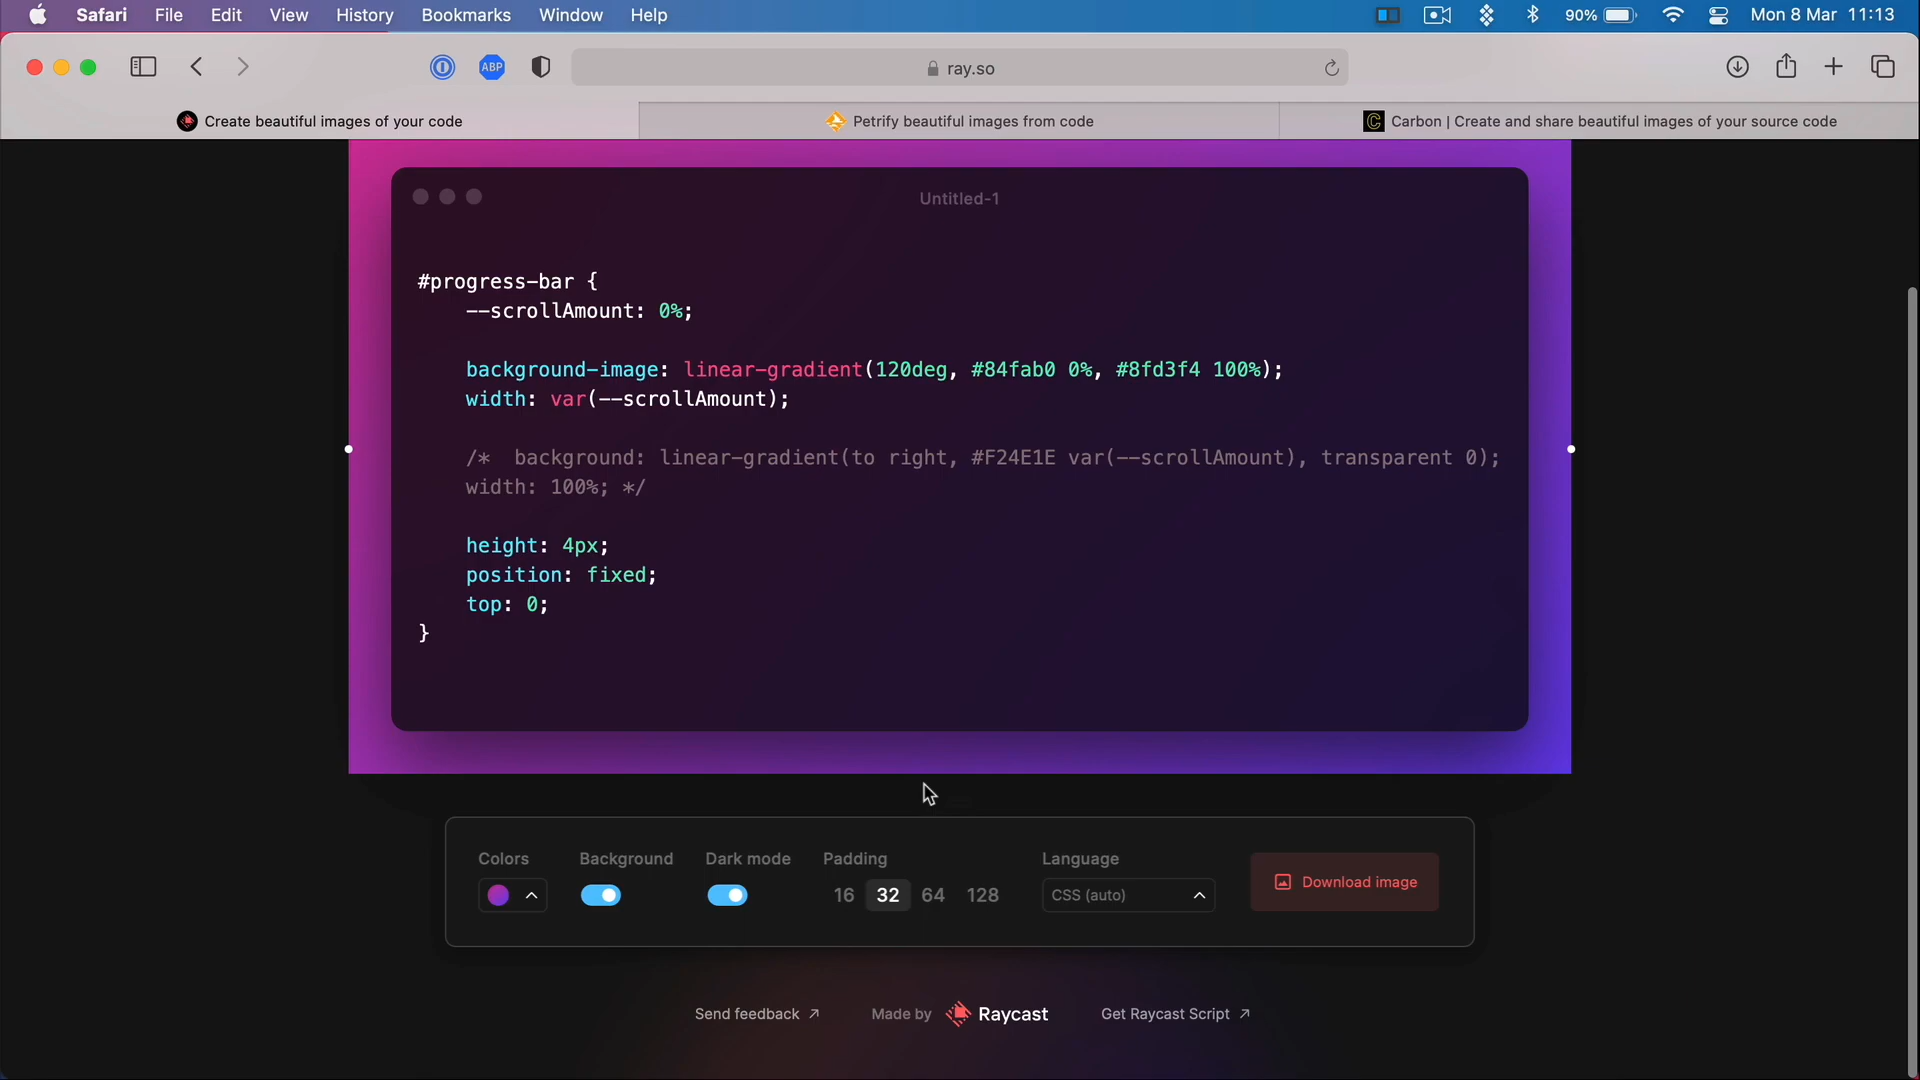 Safari File Edit View History Bookmarks Window Help 90% Mon 8 Mar 11:13
ABP ray.so
Create beautiful images of your code
Petrify beautiful images from code
Carbon | Create and share beautiful images of your source code
Untitled-1
#progress-bar {
--scrollAmount: 0%;
background-image: linear-gradient(120deg, #84fab0 0%, #8fd3f4 100%);
width: var(--scrollAmount);
/*  background: linear-gradient(to right, #F24E1E var(--scrollAmount), transparent 0);
width: 100%; */
height: 4px;
position: fixed;
top: 0;
}
Colors Background Dark mode Padding Language
16 32 64 128 CSS (auto)
Download image
Send feedback ↗ Made by Raycast Get Raycast Script ↗